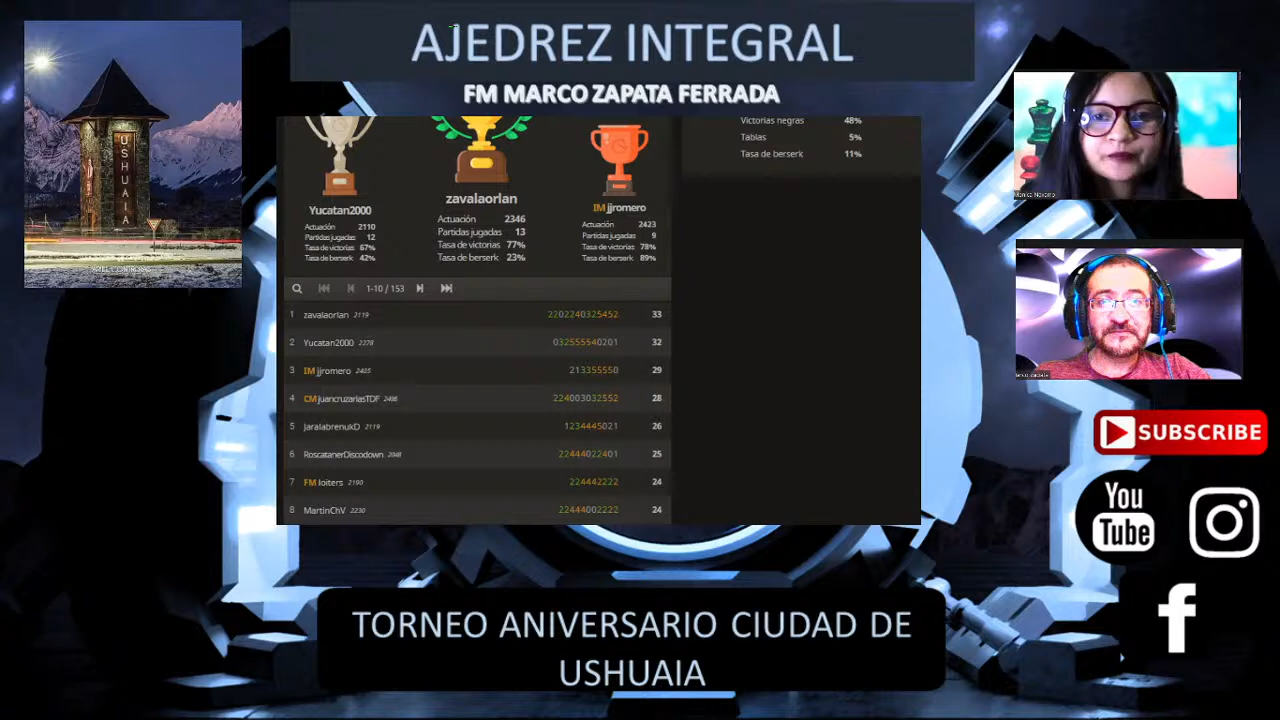 AJEDREZ INTEGRAL
FM MARCO ZAPATA FERRADA
USHUAIA
Yucatan2000
Actuación 2110
Partidas jugadas 12
Tasa de victorias 67%
Tasa de berserk 42%
zavalaorlan
Actuación 2346
Partidas jugadas 13
Tasa de victorias 77%
Tasa de berserk 23%
IM jjromero
Actuación 2423
Partidas jugadas 9
Tasa de victorias 78%
Tasa de berserk 89%
Victorias negras 48%
Tablas 5%
Tasa de berserk 11%
1-10 / 153
1 zavalaorlan 2119 2202240325452 33
2 Yucatan2000 2278 032555540201 32
3 IM jjromero 2405 213355550 29
4 CM juancruzariasTDF 2496 224003032552 28
5 JaralabrenukD 2119 1234445021 26
6 RoscatanerDiscodown 2048 22444022401 25
7 FM loiters 2190 224442222 24
8 MartinChV 2230 22444002222 24
Monica Navarro
SUBSCRIBE
You
Tube
f
TORNEO ANIVERSARIO CIUDAD DE
USHUAIA